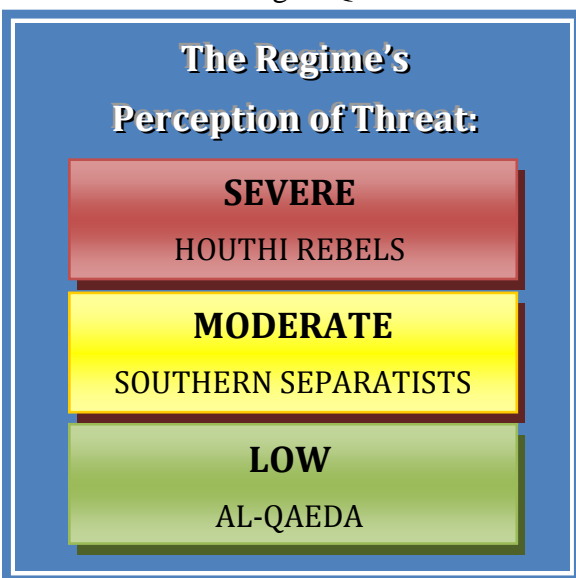 The Regime’s
Perception of Threat:
SEVERE
HOUTHI REBELS
MODERATE
SOUTHERN SEPARATISTS
LOW
AL-QAEDA